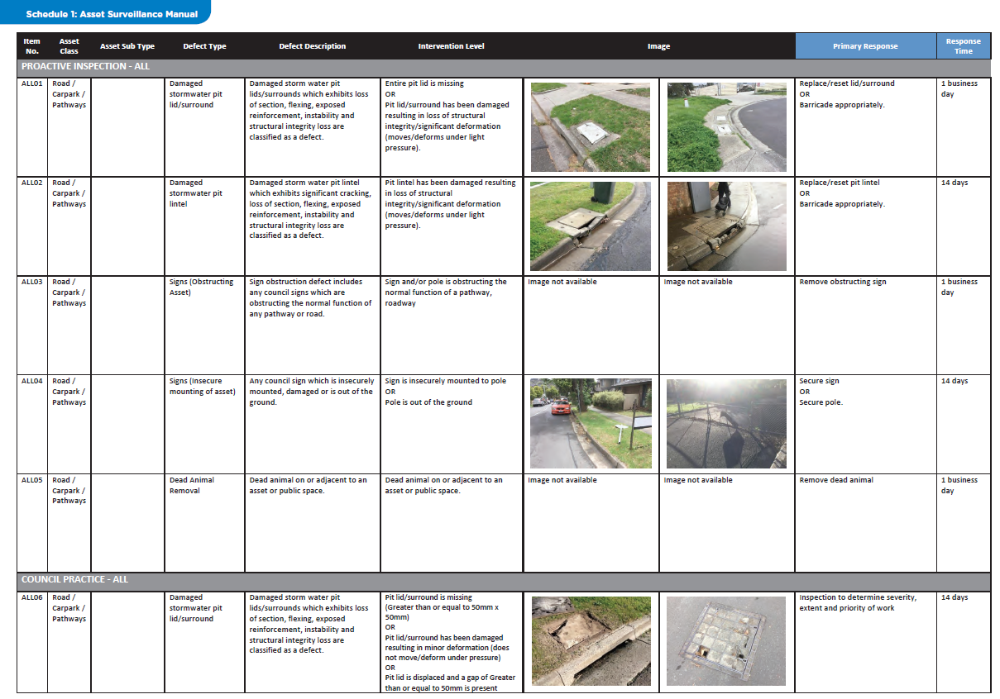 Schedule 1: Asset Surveillance Manual
Item No.
Asset Class
Asset Sub Type
Defect Type
Defect Description
Intervention Level
Image
Primary Response
Response Time
PROACTIVE INSPECTION - ALL
ALL01
Road /
Carpark /
Pathways
Damaged
stormwater pit
lid/surround
Damaged storm water pit
lids/surrounds which exhibits loss
of section, flexing, exposed
reinforcement, instability and
structural integrity loss are
classified as a defect.
Entire pit lid is missing
OR
Pit lid/surround has been damaged
resulting in loss of structural
integrity/significant deformation
(moves/deforms under light
pressure).
Replace/reset lid/surround
OR
Barricade appropriately.
1 business
day
ALL02
Road /
Carpark /
Pathways
Damaged
stormwater pit
lintel
Damaged storm water pit lintel
which exhibits significant cracking,
loss of section, flexing, exposed
reinforcement, instability and
structural integrity loss are
classified as a defect.
Pit lintel has been damaged resulting
in loss of structural
integrity/significant deformation
(moves/deforms under light
pressure).
Replace/reset pit lintel
OR
Barricade appropriately.
14 days
ALL03
Road /
Carpark /
Pathways
Signs (Obstructing
Asset)
Sign obstruction defect includes
any council signs which are
obstructing the normal function of
any pathway or road.
Sign and/or pole is obstructing the
normal function of a pathway,
roadway
Image not available
Image not available
Remove obstructing sign
1 business
day
ALL04
Road /
Carpark /
Pathways
Signs (Insecure
mounting of asset)
Any council sign which is insecurely
mounted, damaged or is out of the
ground.
Sign is insecurely mounted to pole
OR
Pole is out of the ground
Secure sign
OR
Secure pole.
14 days
ALL05
Road /
Carpark /
Pathways
Dead Animal
Removal
Dead animal on or adjacent to an
asset or public space.
Dead animal on or adjacent to an
asset or public space.
Image not available
Image not available
Remove dead animal
1 business
day
COUNCIL PRACTICE - ALL
ALL06
Road /
Carpark /
Pathways
Damaged
stormwater pit
lid/surround
Damaged storm water pit
lids/surrounds which exhibits loss
of section, flexing, exposed
reinforcement, instability and
structural integrity loss are
classified as a defect.
Pit lid/surround is missing
(Greater than or equal to 50mm x
50mm)
OR
Pit lid/surround has been damaged
resulting in minor deformation (does
not move/deform under pressure)
OR
Pit lid is displaced and a gap of Greater
than or equal to 50mm is present
Inspection to determine severity,
extent and priority of work
14 days